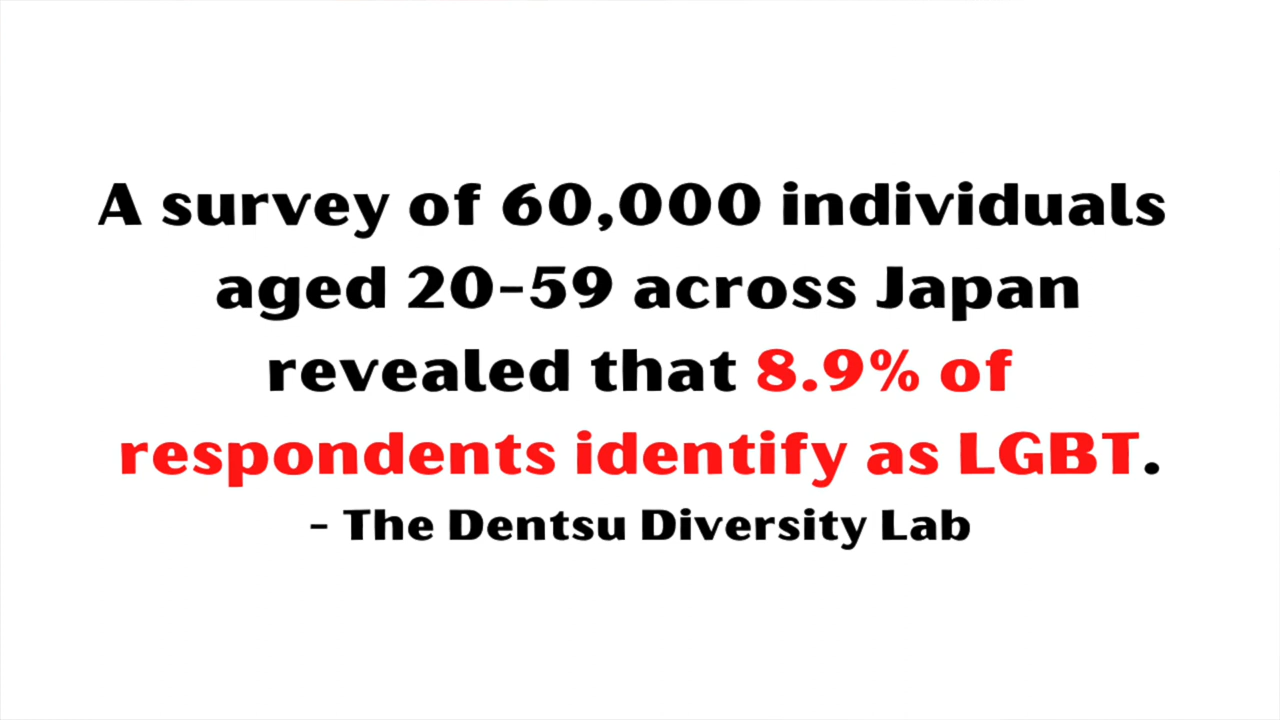 A survey of 60,000 individuals
aged 20-59 across Japan
revealed that 8.9% of
respondents identify as LGBT.
- The Dentsu Diversity Lab